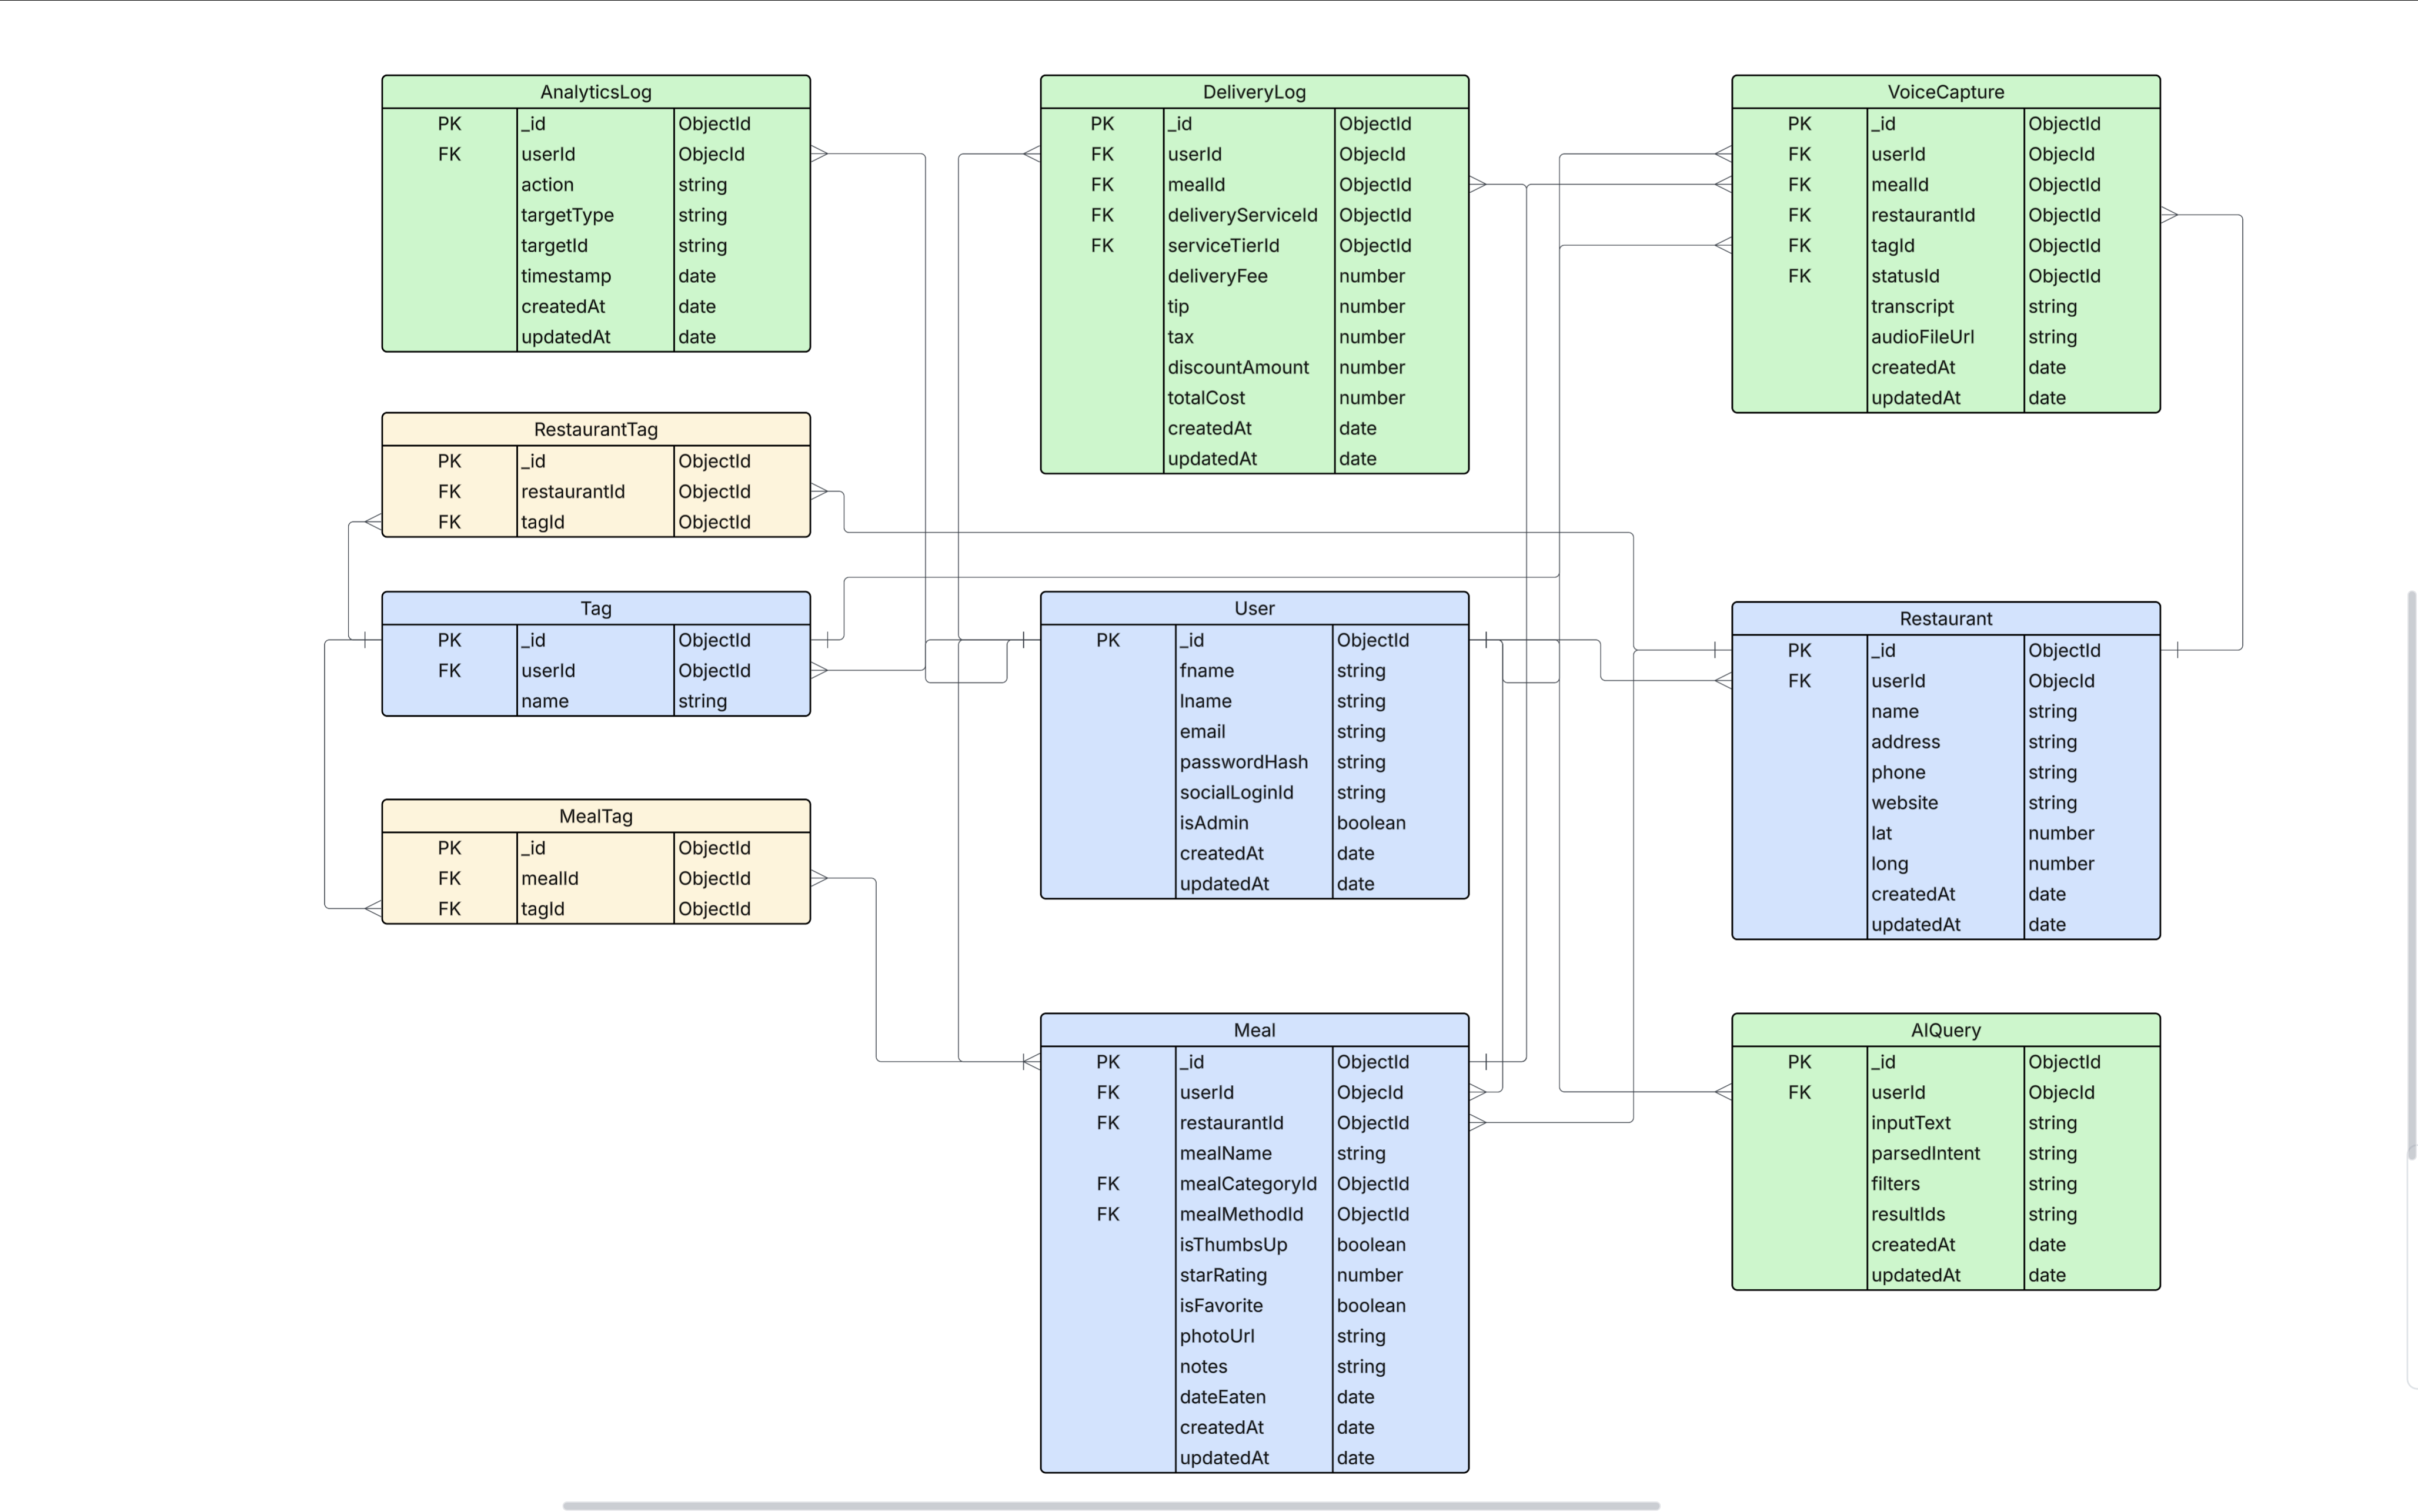 AnalyticsLog
PK _id ObjectId
FK userId ObjecId
action string
targetType string
targetId string
timestamp date
createdAt date
updatedAt date
DeliveryLog
PK _id ObjectId
FK userId ObjecId
FK mealId ObjectId
FK deliveryServiceId ObjectId
FK serviceTierId ObjectId
deliveryFee number
tip number
tax number
discountAmount number
totalCost number
createdAt date
updatedAt date
VoiceCapture
PK _id ObjectId
FK userId ObjecId
FK mealId ObjectId
FK restaurantId ObjectId
FK tagId ObjectId
FK statusId ObjectId
transcript string
audioFileUrl string
createdAt date
updatedAt date
RestaurantTag
PK _id ObjectId
FK restaurantId ObjectId
FK tagId ObjectId
Tag
PK _id ObjectId
FK userId ObjectId
name string
User
PK _id ObjectId
fname string
lname string
email string
passwordHash string
socialLoginId string
isAdmin boolean
createdAt date
updatedAt date
Restaurant
PK _id ObjectId
FK userId ObjecId
name string
address string
phone string
website string
lat number
long number
createdAt date
updatedAt date
MealTag
PK _id ObjectId
FK mealId ObjectId
FK tagId ObjectId
Meal
PK _id ObjectId
FK userId ObjecId
FK restaurantId ObjectId
mealName string
FK mealCategoryId ObjectId
FK mealMethodId ObjectId
isThumbsUp boolean
starRating number
isFavorite boolean
photoUrl string
notes string
dateEaten date
createdAt date
updatedAt date
AIQuery
PK _id ObjectId
FK userId ObjecId
inputText string
parsedIntent string
filters string
resultIds string
createdAt date
updatedAt date